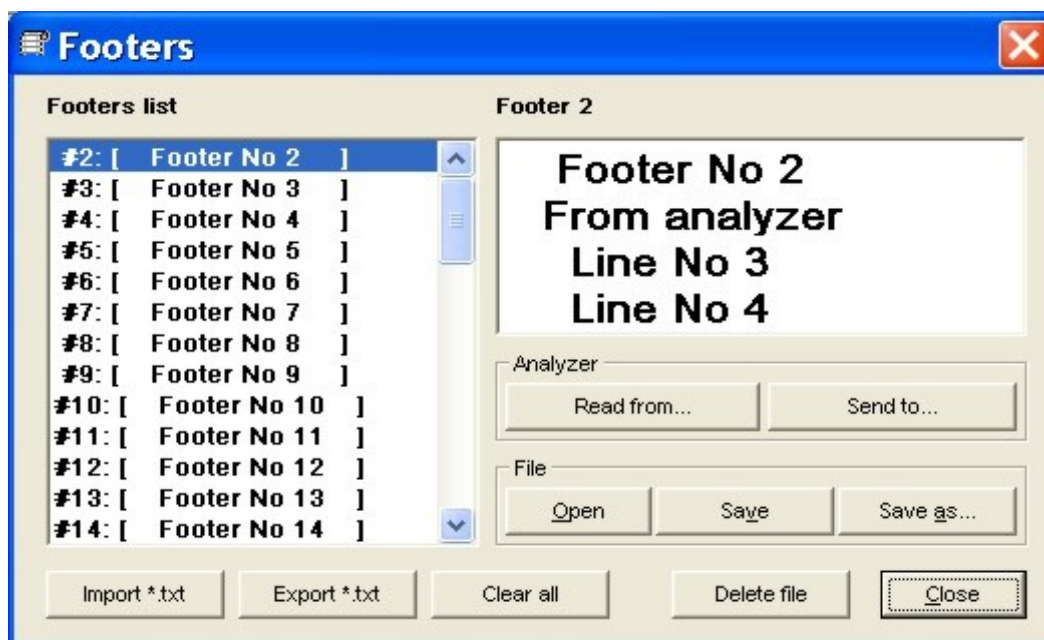 Footers
Footers list
#2: [ Footer No 2 ]
#3: [ Footer No 3 ]
#4: [ Footer No 4 ]
#5: [ Footer No 5 ]
#6: [ Footer No 6 ]
#7: [ Footer No 7 ]
#8: [ Footer No 8 ]
#9: [ Footer No 9 ]
#10: [ Footer No 10 ]
#11: [ Footer No 11 ]
#12: [ Footer No 12 ]
#13: [ Footer No 13 ]
#14: [ Footer No 14 ]
Footer 2
Footer No 2
From analyzer
Line No 3
Line No 4
Analyzer
Read from... Send to...
File
Open Save Save as...
Import *.txt Export *.txt Clear all Delete file Close